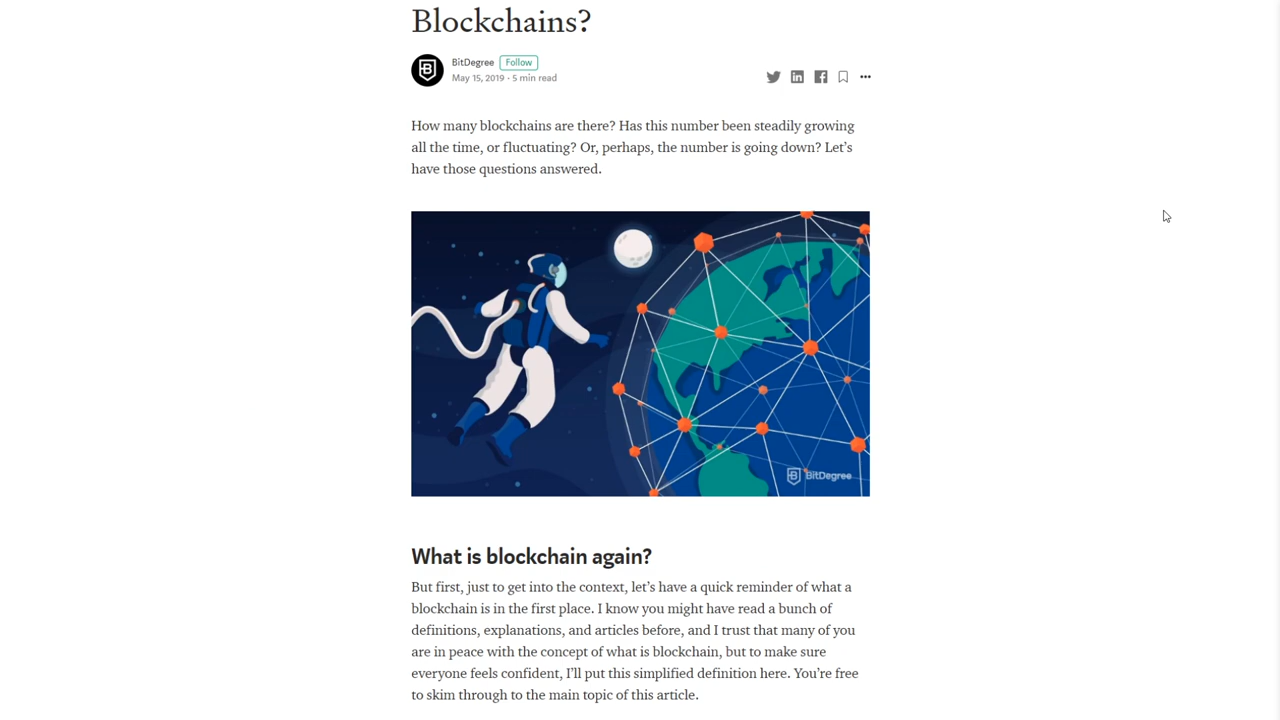 Blockchains?
BitDegree Follow
May 15, 2019 · 5 min read
How many blockchains are there? Has this number been steadily growing
all the time, or fluctuating? Or, perhaps, the number is going down? Let’s
have those questions answered.
BitDegree
What is blockchain again?
But first, just to get into the context, let’s have a quick reminder of what a
blockchain is in the first place. I know you might have read a bunch of
definitions, explanations, and articles before, and I trust that many of you
are in peace with the concept of what is blockchain, but to make sure
everyone feels confident, I’ll put this simplified definition here. You’re free
to skim through to the main topic of this article.